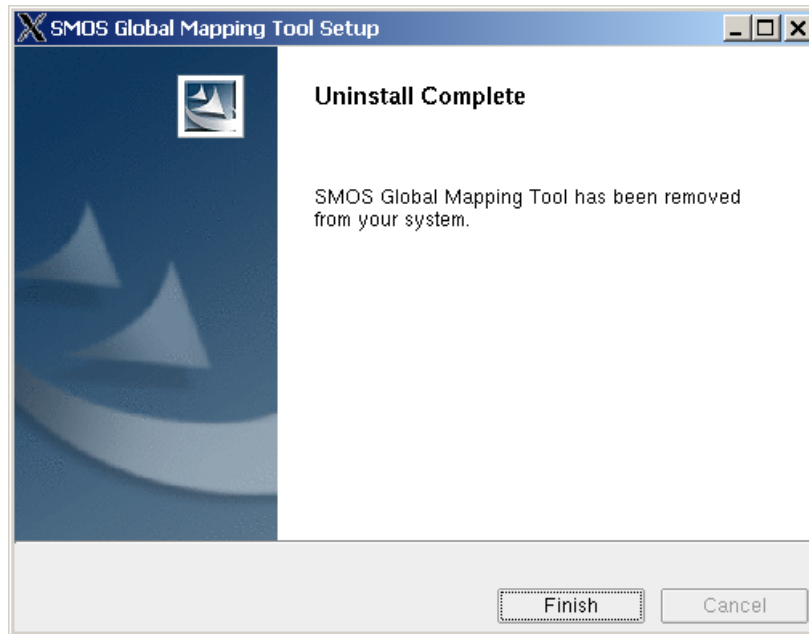 SMOS Global Mapping Tool Setup
Uninstall Complete
SMOS Global Mapping Tool has been removed
from your system.
Finish
Cancel